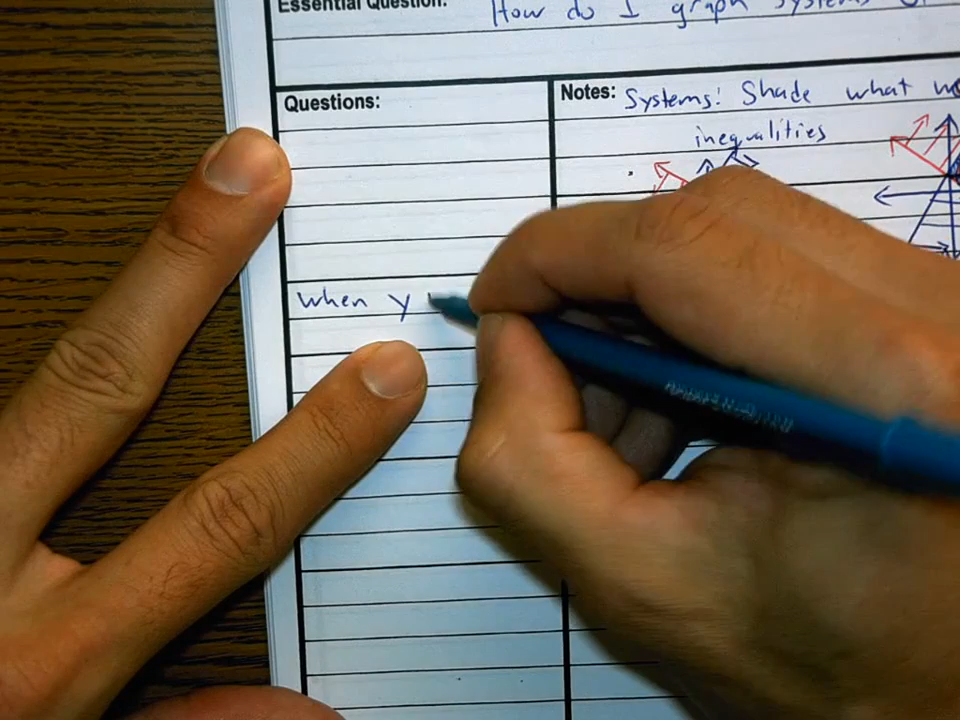 Essential Question: How do I graph systems
Questions:
Notes: Systems: Shade what
inequalities
when y